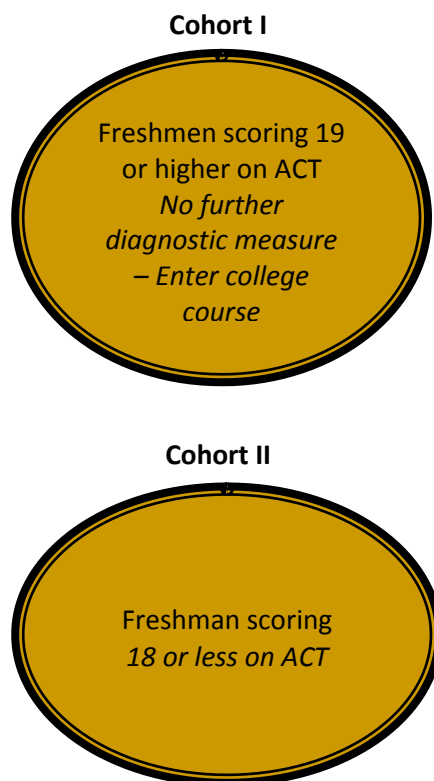 Cohort I
Freshmen scoring 19
or higher on ACT
No further
diagnostic measure
– Enter college
course
Cohort II
Freshman scoring
18 or less on ACT